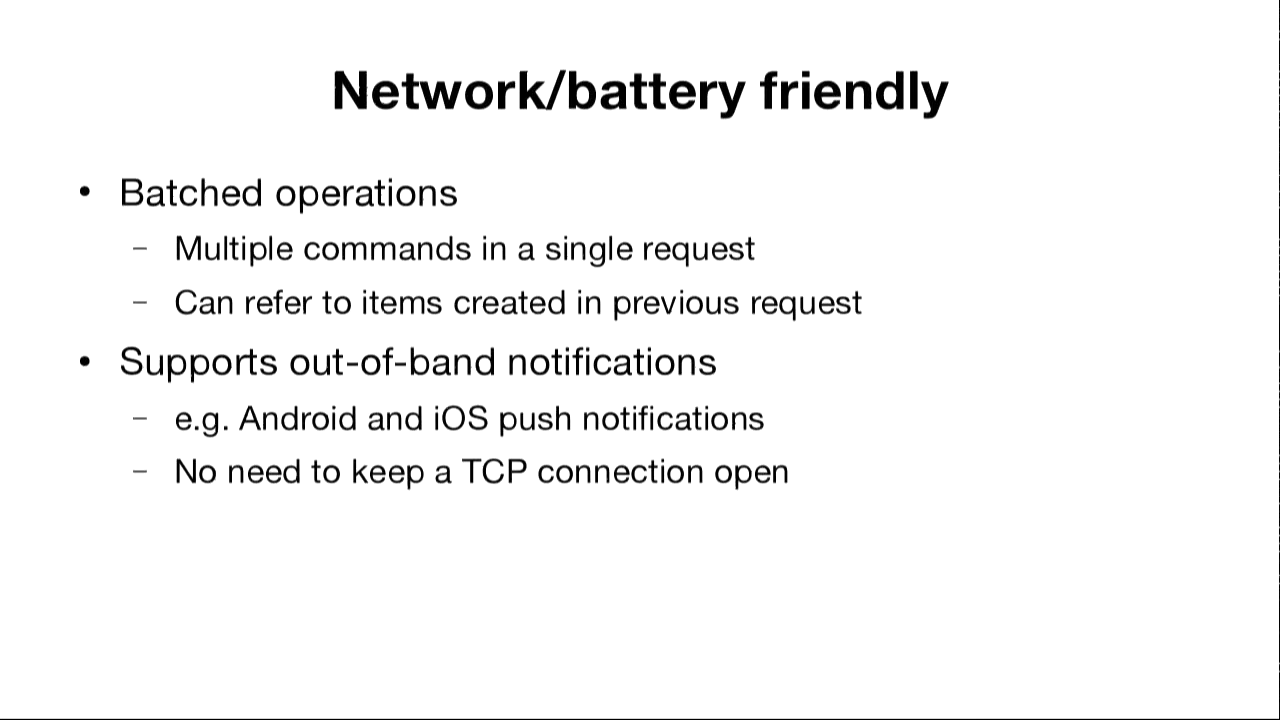 Network/battery friendly
• Batched operations
– Multiple commands in a single request
– Can refer to items created in previous request
• Supports out-of-band notifications
– e.g. Android and iOS push notifications
– No need to keep a TCP connection open